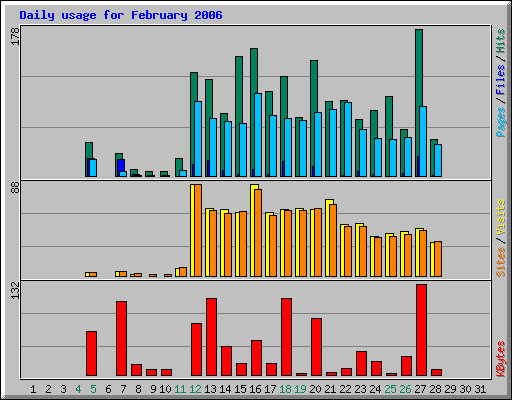 Daily usage for February 2006
178
Pages / Files / Hits
88
Sites / Visits
132
KBytes
1 2 3 4 5 6 7 8 9 10 11 12 13 14 15 16 17 18 19 20 21 22 23 24 25 26 27 28 29 30 31